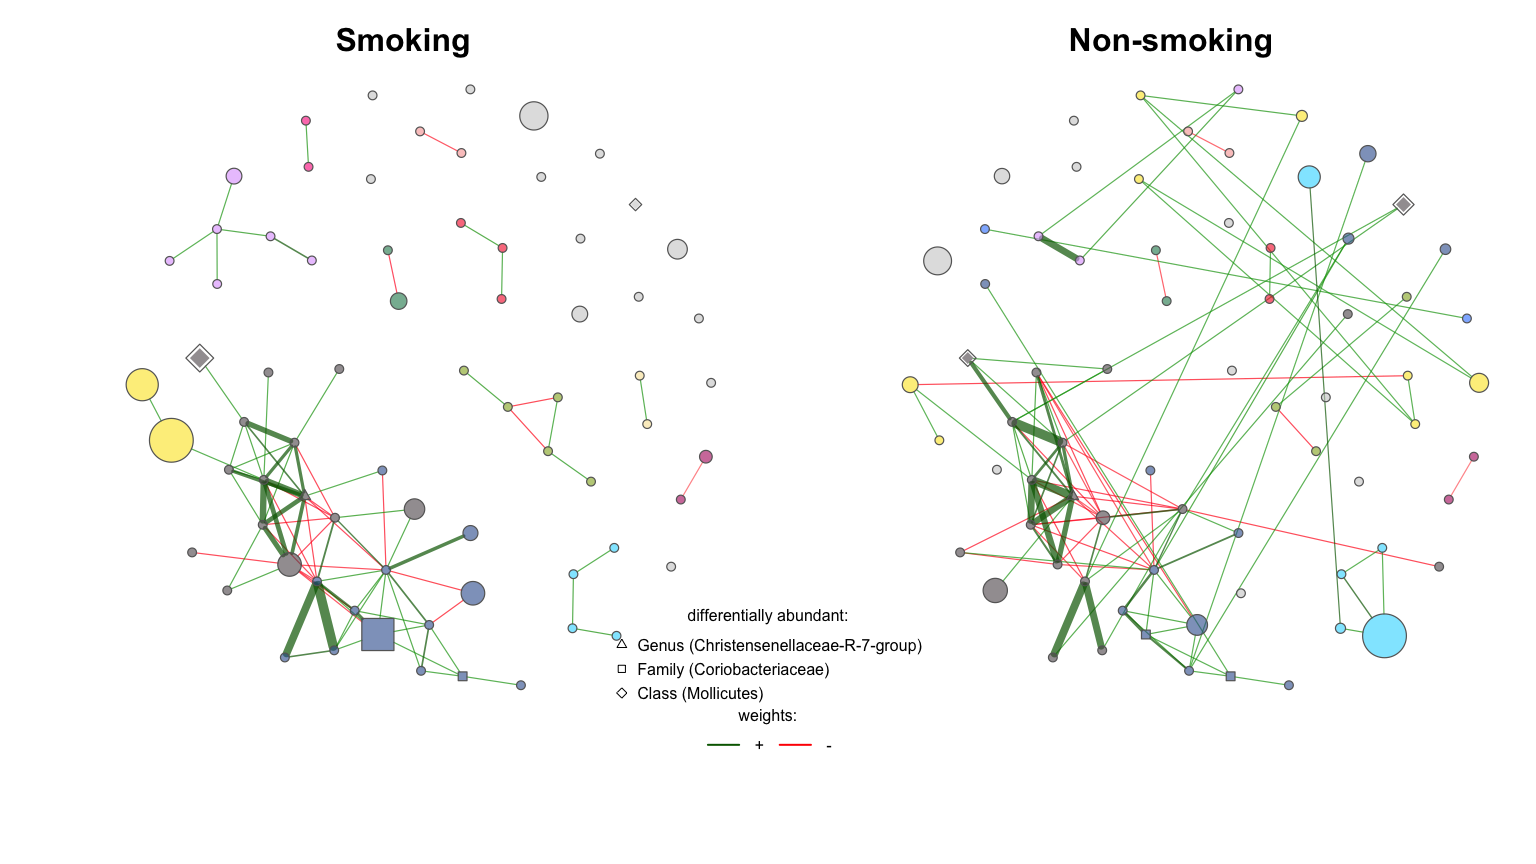 Smoking
Non-smoking
differentially abundant:
Genus (Christensenellaceae-R-7-group)
Family (Coriobacteriaceae)
Class (Mollicutes)
weights:
+ -